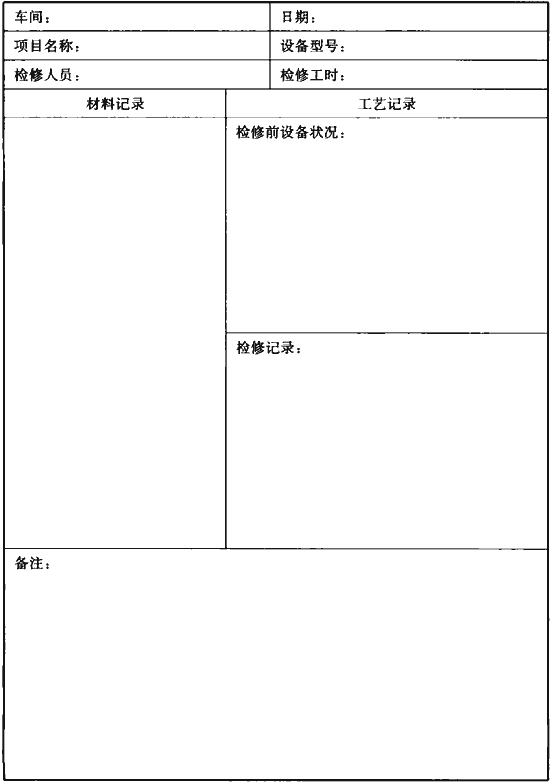 车间： 日期：
项目名称： 设备型号：
检修人员： 检修工时：
材料记录 工艺记录
检修前设备状况：
检修记录：
备注：